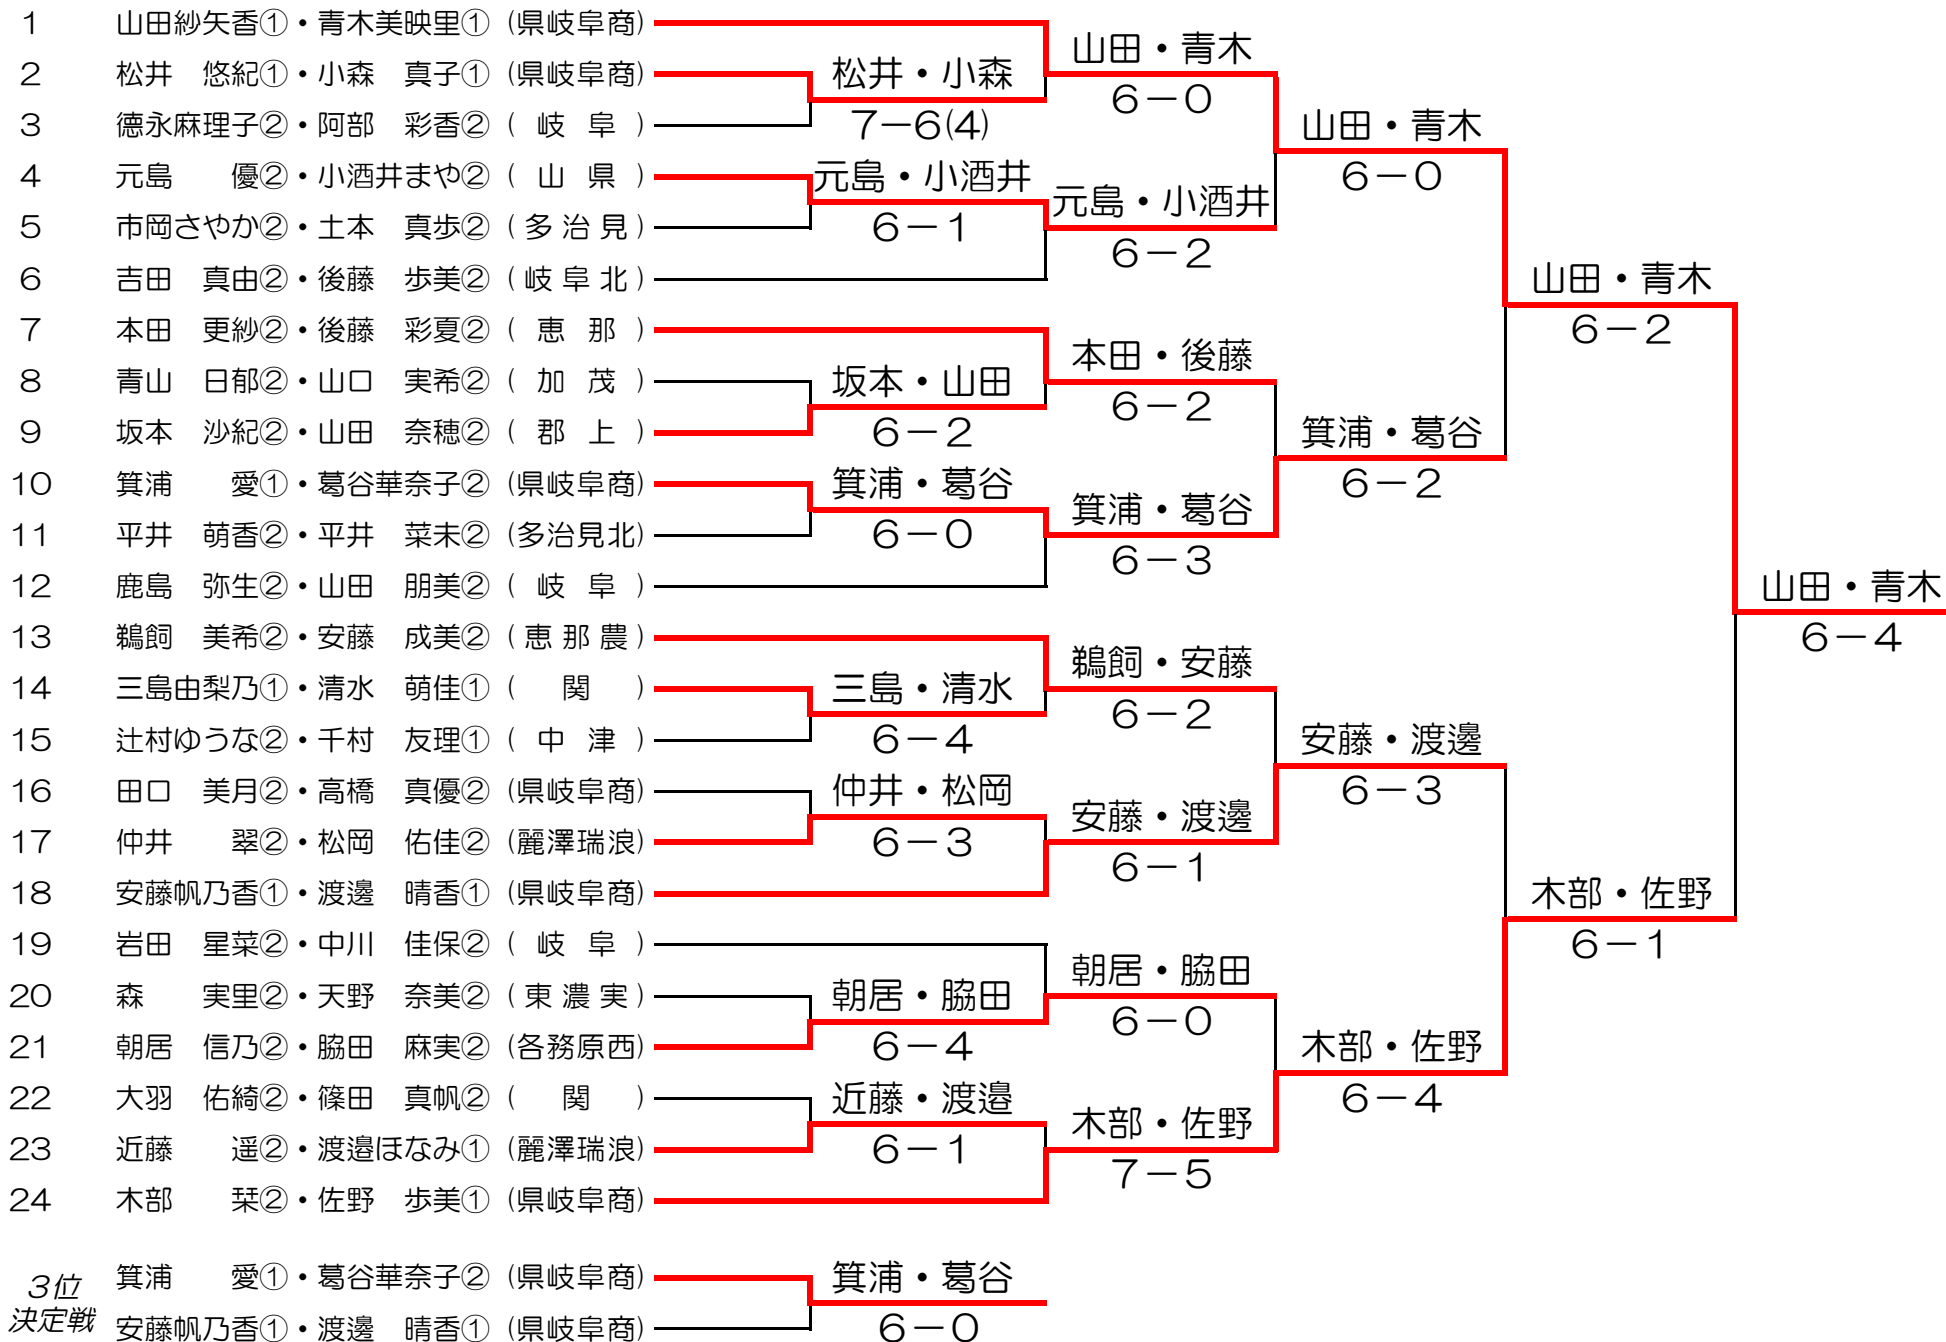 1 山田紗矢香①・青木美映里① (県岐阜商)
2 松井 悠紀①・小森 真子① (県岐阜商)
3 德永麻理子②・阿部 彩香② ( 岐 阜 )
4 元島 優②・小酒井まや② ( 山 県 )
5 市岡さやか②・土本 真歩② ( 多 治 見 )
6 吉田 真由②・後藤 歩美② ( 岐 阜 北 )
7 本田 更紗②・後藤 彩夏② ( 恵 那 )
8 青山 日郁②・山口 実希② ( 加 茂 )
9 坂本 沙紀②・山田 奈穂② ( 郡 上 )
10 箕浦 愛①・葛谷華奈子② (県岐阜商)
11 平井 萌香②・平井 菜未② (多治見北)
12 鹿島 弥生②・山田 朋美② ( 岐 阜 )
13 鵜飼 美希②・安藤 成美② ( 恵 那 農 )
14 三島由梨乃①・清水 萌佳① ( 関 )
15 辻村ゆうな②・千村 友理① ( 中 津 )
16 田口 美月②・高橋 真優② (県岐阜商)
17 仲井 翠②・松岡 佑佳② (麗澤瑞浪)
18 安藤帆乃香①・渡邊 晴香① (県岐阜商)
19 岩田 星菜②・中川 佳保② ( 岐 阜 )
20 森 実里②・天野 奈美② ( 東 濃 実 )
21 朝居 信乃②・脇田 麻実② (各務原西)
22 大羽 佑綺②・篠田 真帆② ( 関 )
23 近藤 遥②・渡邉ほなみ① (麗澤瑞浪)
24 木部 栞②・佐野 歩美① (県岐阜商)
松井・小森
7-6(4)
元島・小酒井
6-1
坂本・山田
6-2
箕浦・葛谷
6-0
三島・清水
6-4
仲井・松岡
6-3
朝居・脇田
6-4
近藤・渡邉
6-1
山田・青木
6-0
元島・小酒井
6-2
本田・後藤
6-2
箕浦・葛谷
6-3
鵜飼・安藤
6-2
安藤・渡邊
6-1
朝居・脇田
6-0
木部・佐野
7-5
山田・青木
6-0
箕浦・葛谷
6-2
安藤・渡邊
6-3
木部・佐野
6-4
山田・青木
6-2
木部・佐野
6-1
山田・青木
6-4
3位
決定戦
箕浦 愛①・葛谷華奈子② (県岐阜商)
安藤帆乃香①・渡邊 晴香① (県岐阜商)
箕浦・葛谷
6-0